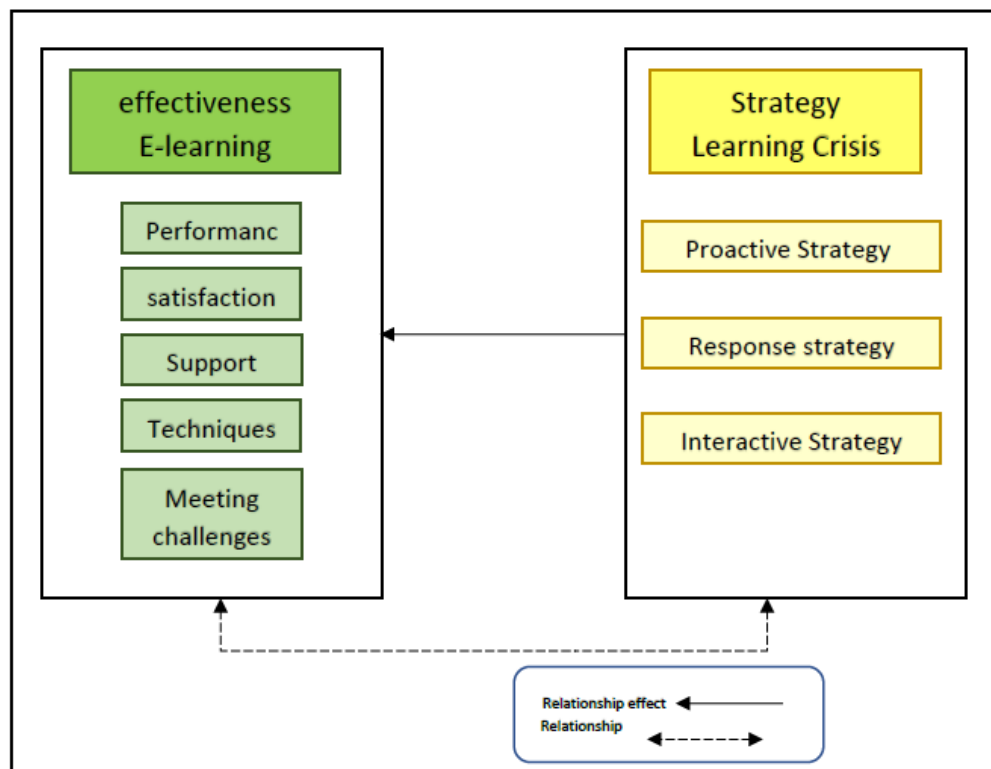 effectiveness
E-learning
Performanc
satisfaction
Support
Techniques
Meeting
challenges
Strategy
Learning Crisis
Proactive Strategy
Response strategy
Interactive Strategy
Relationship effect
Relationship